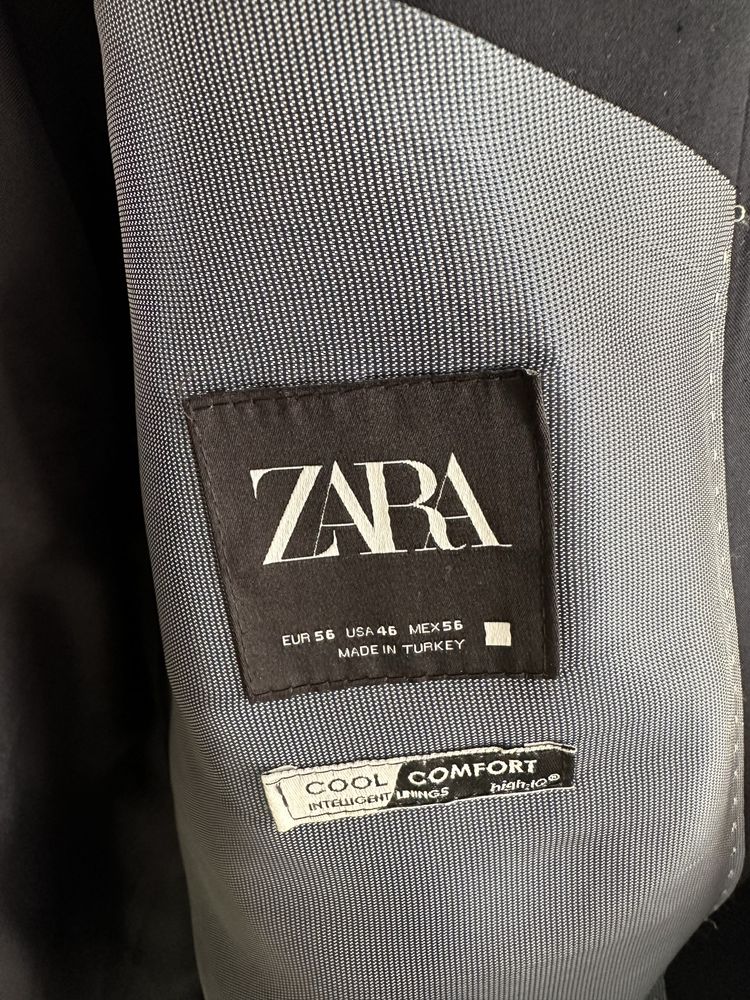 ZARA
EUR 56 USA 46 MEX 56
MADE IN TURKEY
COOL COMFORT
INTELLIGENT LININGS high-IQ®